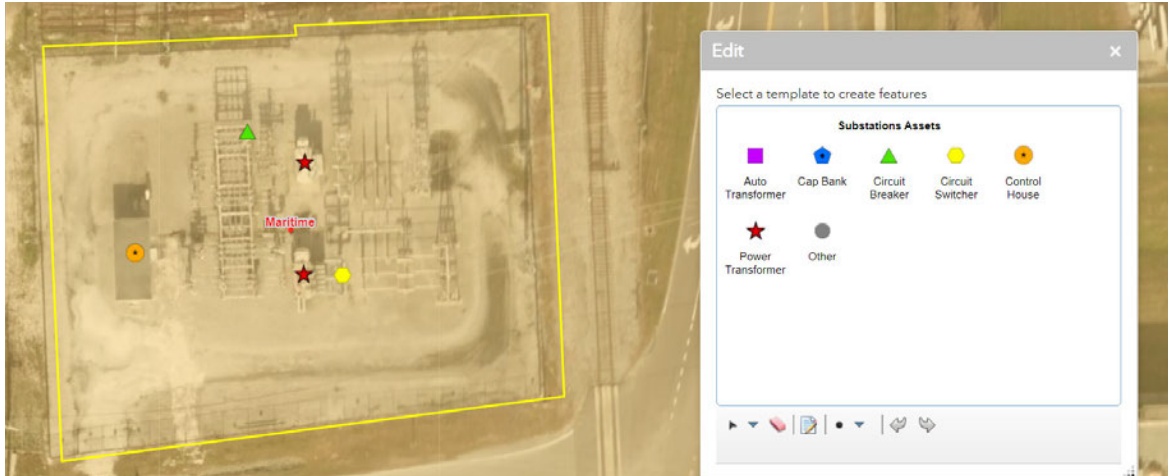 Maritime
Edit
Select a template to create features
Substations Assets
Auto
Transformer
Cap Bank
Circuit
Breaker
Circuit
Switcher
Control
House
Power
Transformer
Other